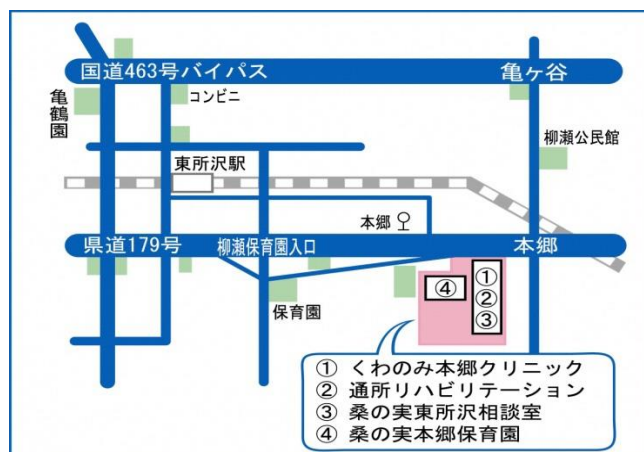 国道463号バイパス
亀ヶ谷
亀鶴園
コンビニ
柳瀬公民館
東所沢駅
本郷
県道179号
柳瀬保育園入口
本郷
保育園
④
①
②
③
① くわのみ本郷クリニック
② 通所リハビリテーション
③ 桑の実東所沢相談室
④ 桑の実本郷保育園